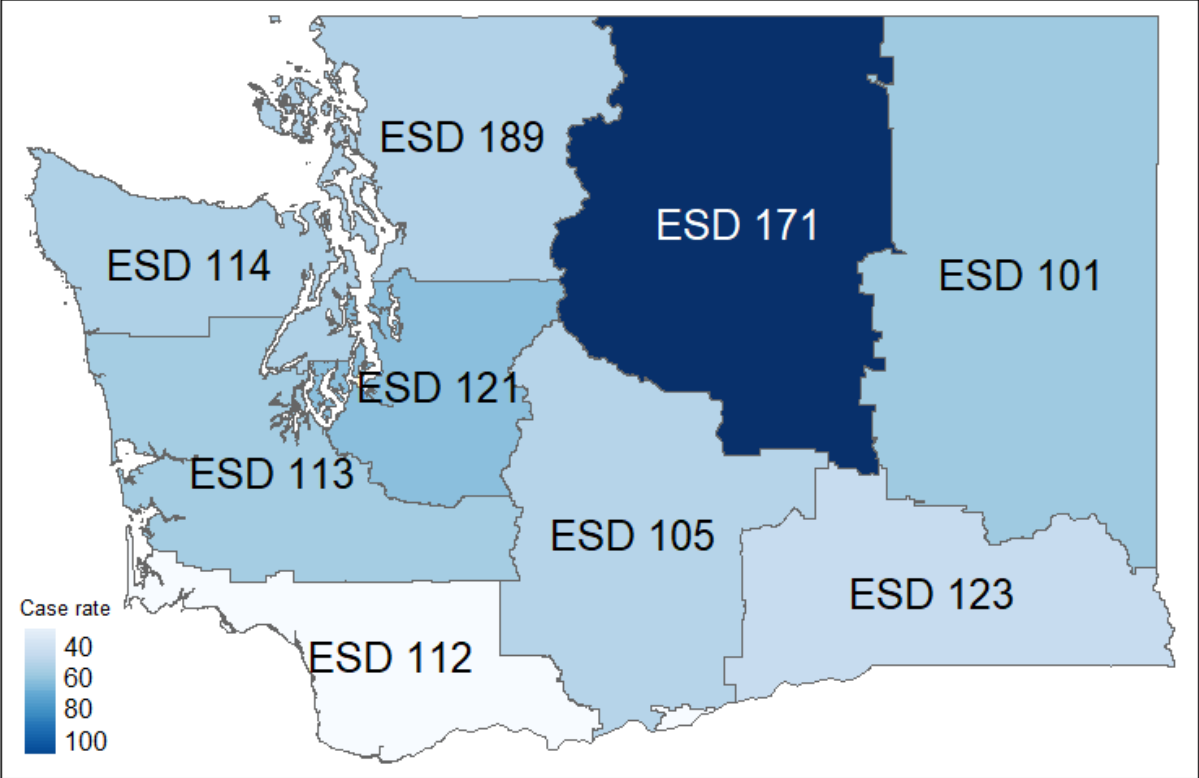 ESD 189
ESD 171
ESD 114
ESD 101
ESD 121
ESD 113
ESD 105
ESD 123
ESD 112
Case rate
40
60
80
100